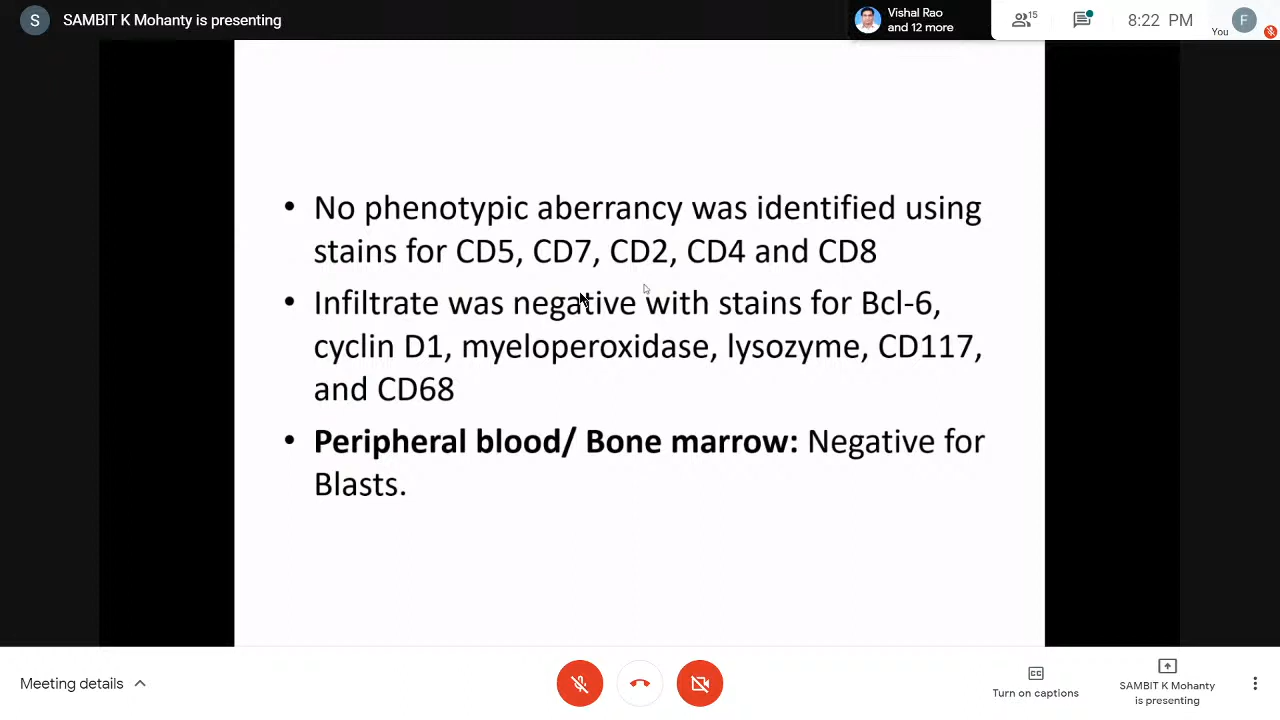 S SAMBIT K Mohanty is presenting
Vishal Rao
and 12 more
15
8:22 PM
You
F
• No phenotypic aberrancy was identified using
stains for CD5, CD7, CD2, CD4 and CD8
• Infiltrate was negative with stains for Bcl-6,
cyclin D1, myeloperoxidase, lysozyme, CD117,
and CD68
• Peripheral blood/ Bone marrow: Negative for
Blasts.
Meeting details
CC
Turn on captions
SAMBIT K Mohanty
is presenting